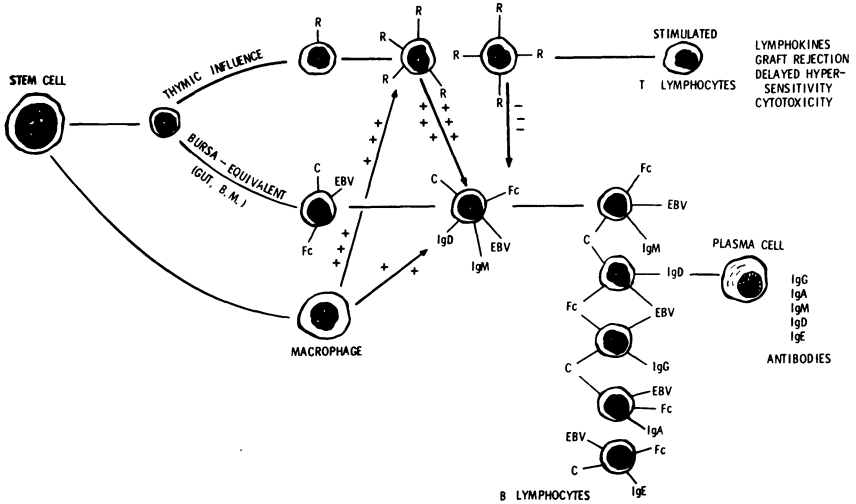 STEM CELL
THYMIC INFLUENCE
BURSA-EQUIVALENT
(GUT, B.M.)
R
R
R
R
R
R
R
R
R
STIMULATED
T LYMPHOCYTES
LYMPHOKINES
GRAFT REJECTION
DELAYED HYPER-
SENSITIVITY
CYTOTOXICITY
+ + + + + + +
+ + + + + +
- - -
+ +
C
EBV
Fc
C
Fc
IgD
IgM
EBV
MACROPHAGE
Fc
EBV
IgM
C
IgD
Fc
EBV
IgG
C
EBV
Fc
IgA
EBV
Fc
C
IgE
B LYMPHOCYTES
PLASMA CELL
IgG
IgA
IgM
IgD
IgE
ANTIBODIES